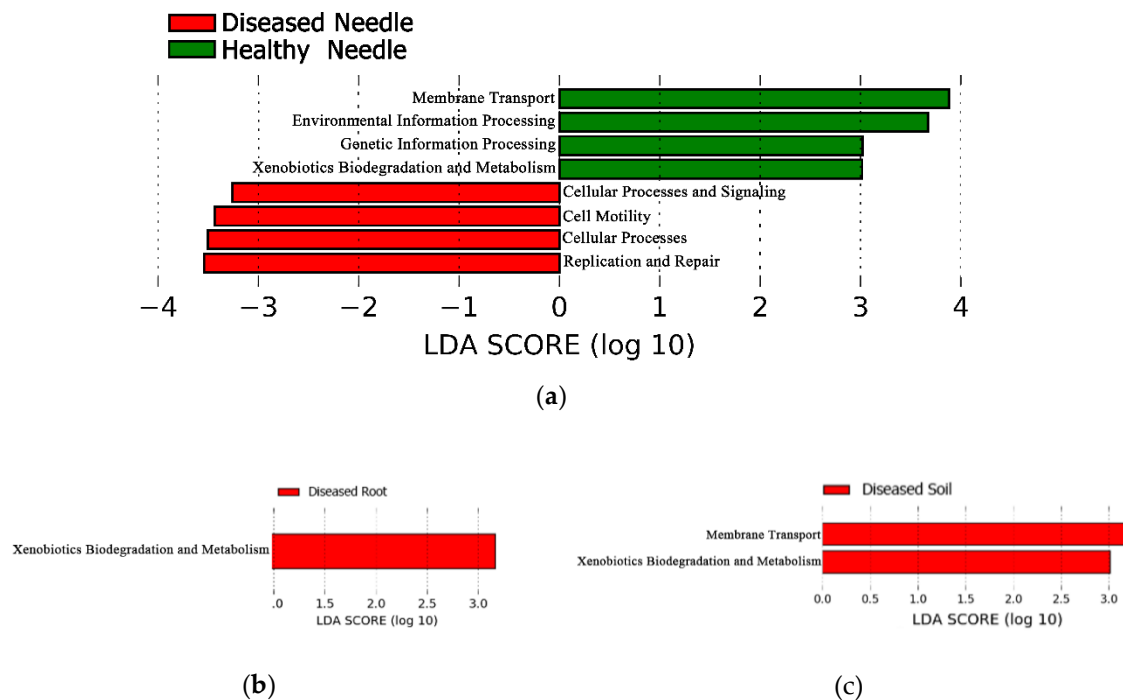 Diseased Needle
Healthy Needle
Membrane Transport
Environmental Information Processing
Genetic Information Processing
Xenobiotics Biodegradation and Metabolism
Cellular Processes and Signaling
Cell Motility
Cellular Processes
Replication and Repair
−4 −3 −2 −1 0 1 2 3 4
LDA SCORE (log 10)
(a)
Diseased Root
Xenobiotics Biodegradation and Metabolism
.0 1.5 2.0 2.5 3.0
LDA SCORE (log 10)
(b)
Diseased Soil
Membrane Transport
Xenobiotics Biodegradation and Metabolism
0.0 0.5 1.0 1.5 2.0 2.5 3.0
LDA SCORE (log 10)
(c)